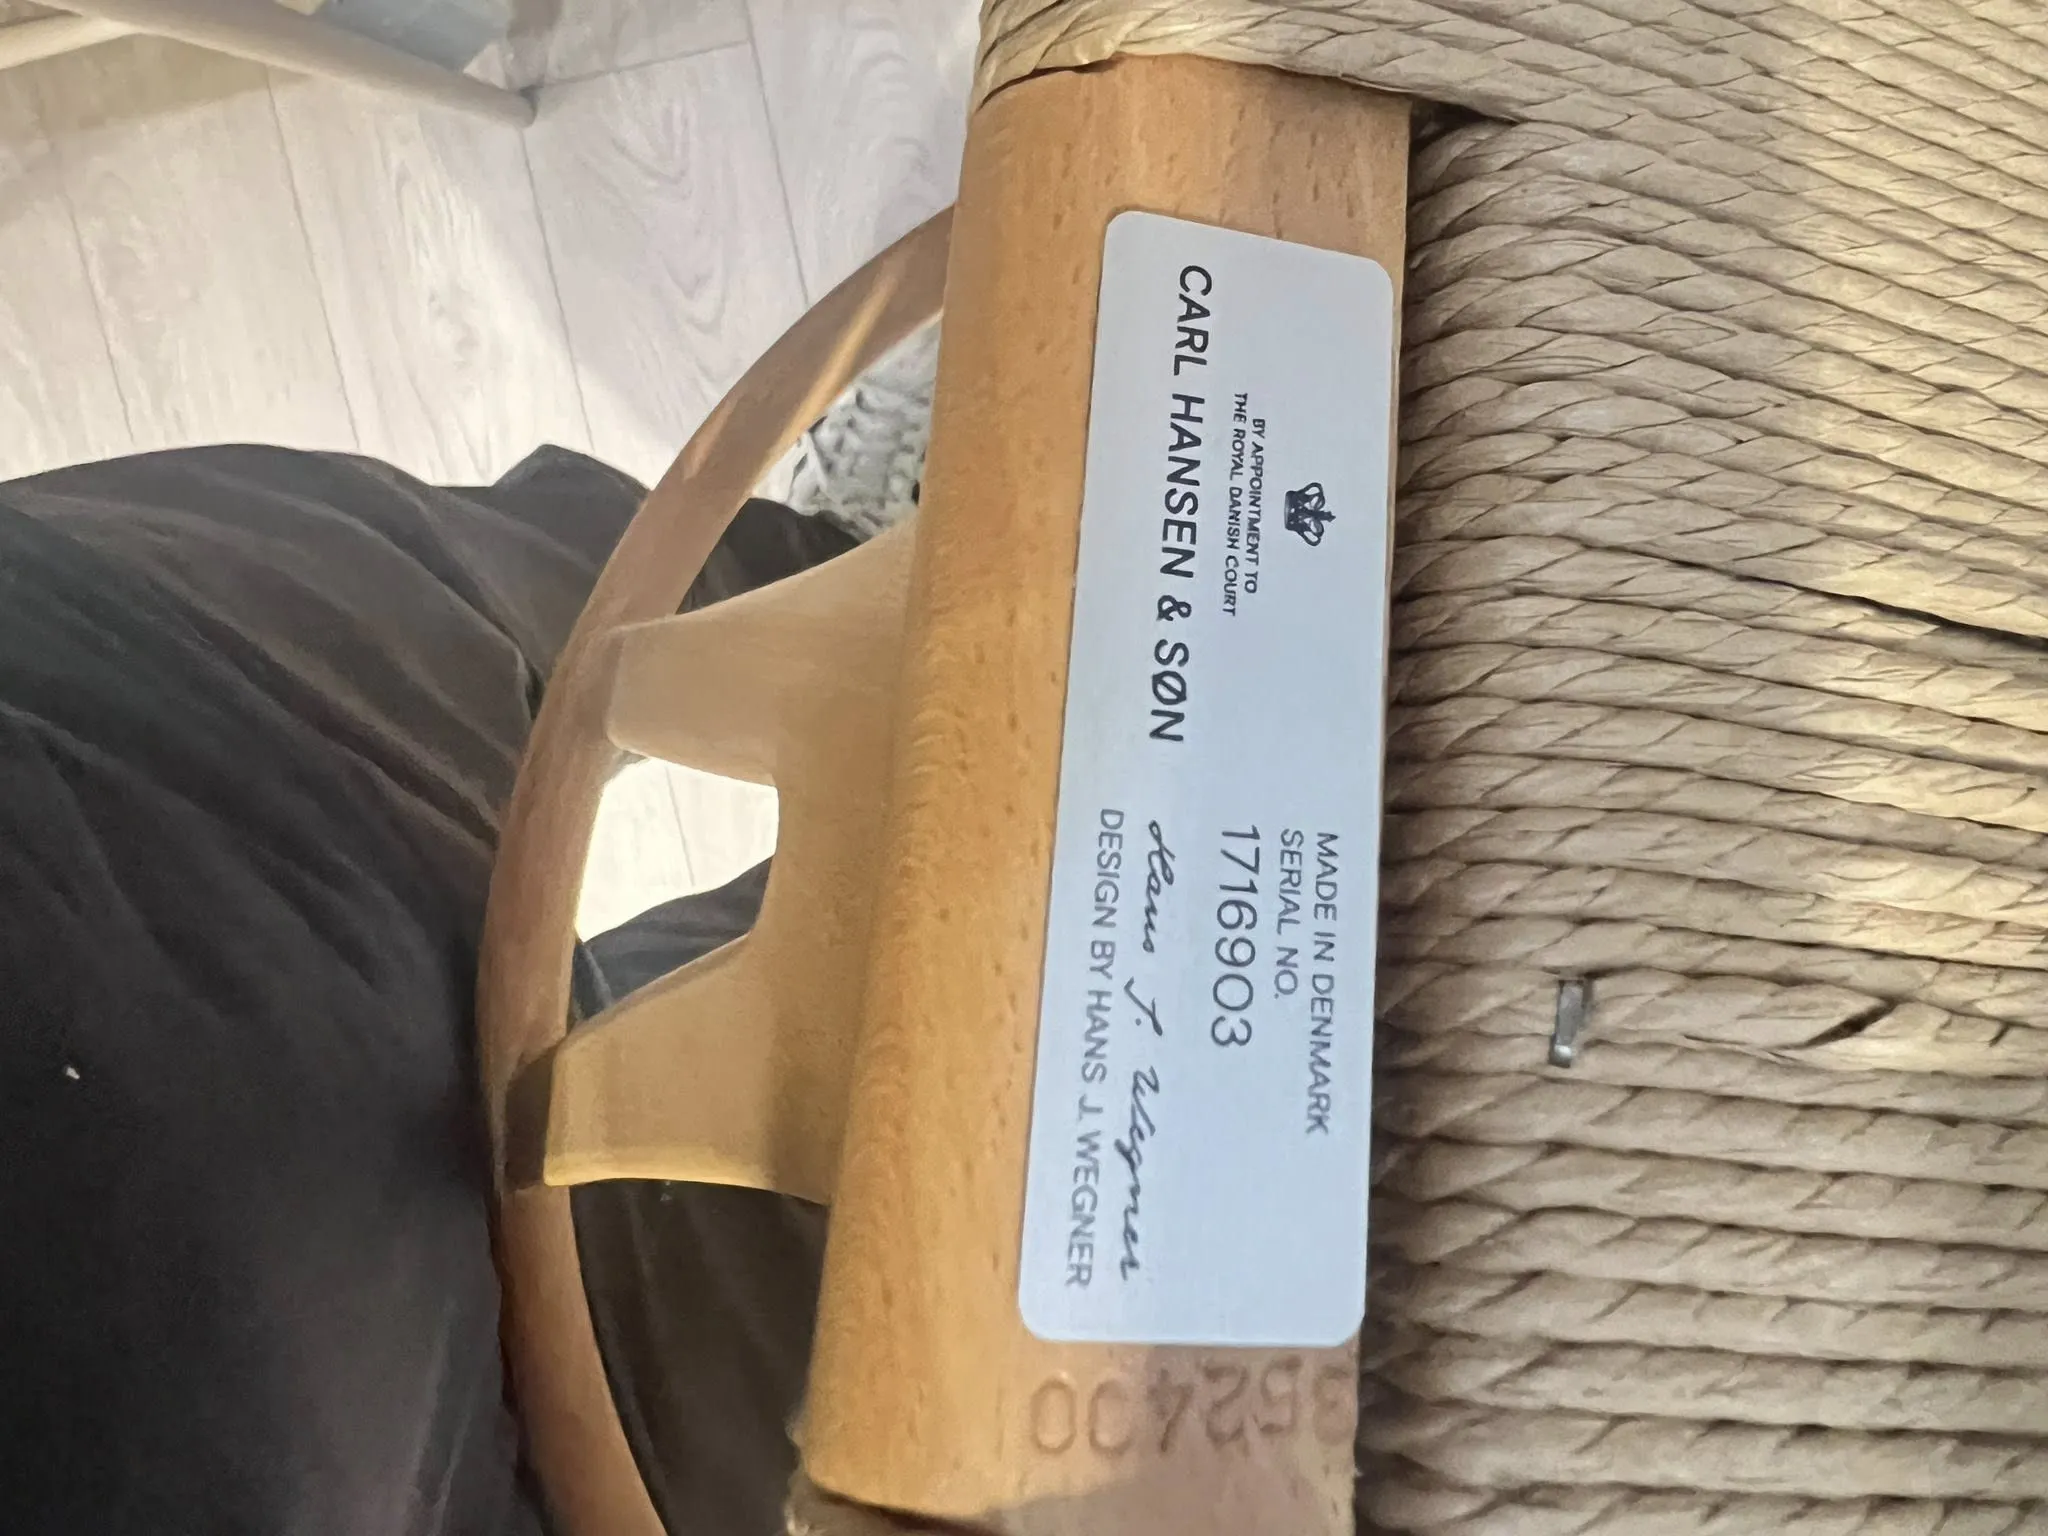 BY APPOINTMENT TO
THE ROYAL DANISH COURT
CARL HANSEN & SØN
MADE IN DENMARK
SERIAL NO.
1716903
Hans J. Wegner
DESIGN BY HANS J. WEGNER